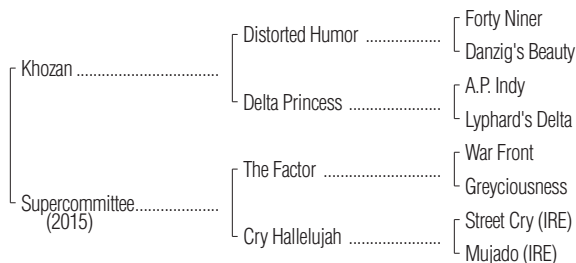 Forty Niner
Distorted Humor ..................
Danzig's Beauty
Khozan ..................................
A.P. Indy
Delta Princess ......................
Lyphard's Delta
War Front
The Factor ............................
Greyciousness
Supercommittee....................
(2015)
Street Cry (IRE)
Cry Hallelujah ......................
Mujado (IRE)